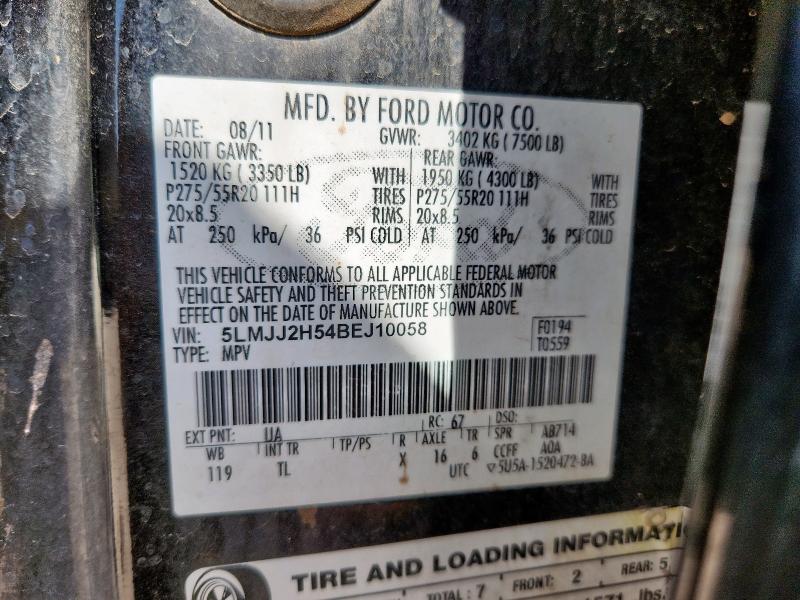 MFD. BY FORD MOTOR CO.
DATE: 08/11 GVWR: 3402 KG ( 7500 LB)
FRONT GAWR: REAR GAWR:
1520 KG ( 3350 LB) WITH 1950 KG ( 4300 LB) WITH
P275/55R20 111H TIRES P275/55R20 111H TIRES
20x8.5 RIMS 20x8.5 RIMS
AT 250 kPa/ 36 PSI COLD AT 250 kPa/ 36 PSI COLD
THIS VEHICLE CONFORMS TO ALL APPLICABLE FEDERAL MOTOR
VEHICLE SAFETY AND THEFT PREVENTION STANDARDS IN
EFFECT ON THE DATE OF MANUFACTURE SHOWN ABOVE.
VIN: 5LMJJ2H54BEJ10058 F0194
TYPE: MPV T0559
EXT PNT: UA RC: 67 DSO:
WB INT TR TP/PS R AXLE TR SPR AB714
119 TL X 16 6 CCFF AOA
UTC 5U5A-1520472-BA
TIRE AND LOADING INFORMATI
TOTAL : 7 FRONT: 2 REAR: 5
lbs.